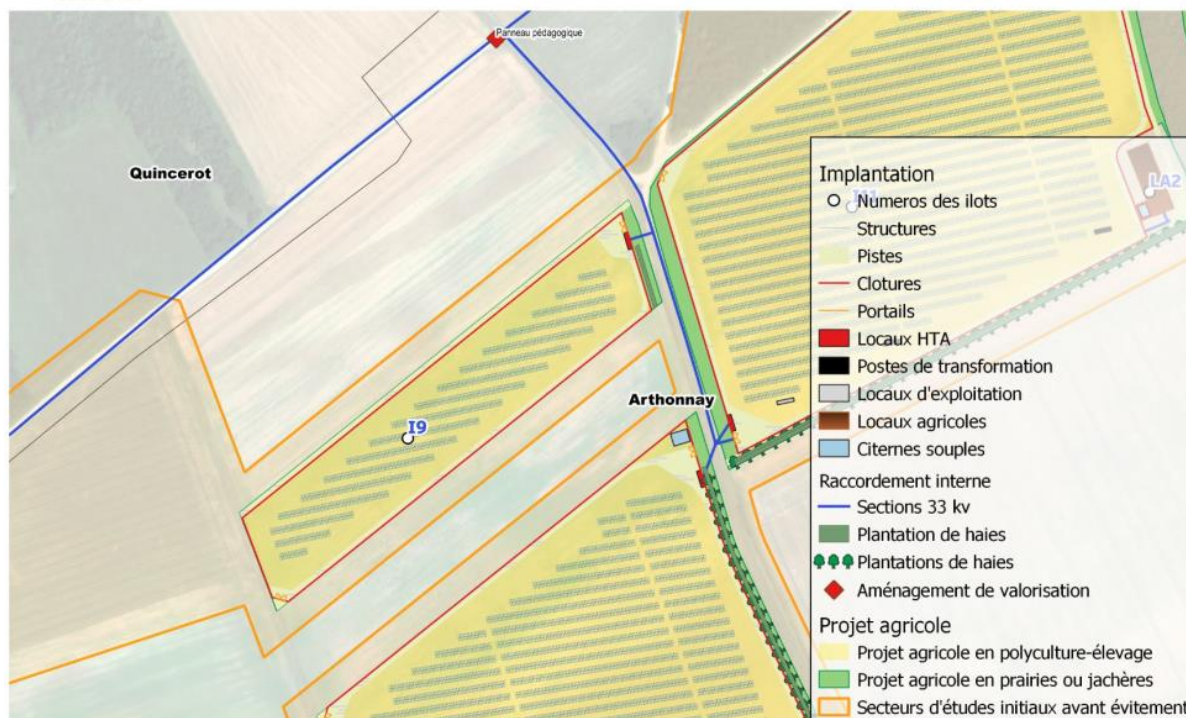 Panneau pédagogique
Quincerot
Arthonnay
I9
I11
LA2
Implantation
Numeros des ilots
Structures
Pistes
Clotures
Portails
Locaux HTA
Postes de transformation
Locaux d'exploitation
Locaux agricoles
Citernes souples
Raccordement interne
Sections 33 kv
Plantation de haies
Plantations de haies
Aménagement de valorisation
Projet agricole
Projet agricole en polyculture-élevage
Projet agricole en prairies ou jachères
Secteurs d'études initiaux avant évitement